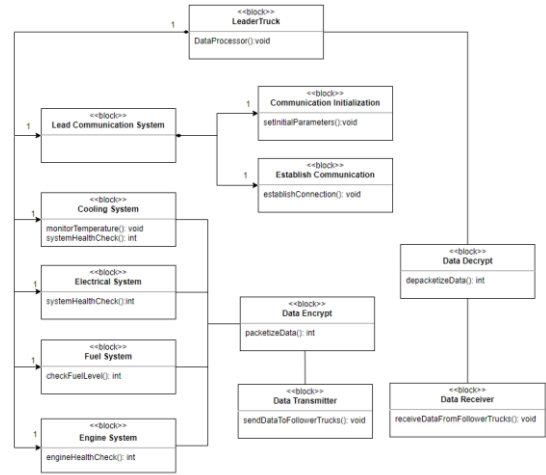 <<block>>
LeaderTruck
DataProcessor():void
1
<<block>>
Lead Communication System
1
<<block>>
Communication Initialization
setInitialParameters():void
1
<<block>>
Establish Communication
establishConnection(): void
1
<<block>>
Cooling System
monitorTemperature(): void
systemHealthCheck(): int
1
<<block>>
Electrical System
systemHealthCheck():int
1
<<block>>
Fuel System
checkFuelLevel(): int
1
<<block>>
Engine System
engineHealthCheck(): int
1
<<block>>
Data Encrypt
packetizeData(): int
<<block>>
Data Transmitter
sendDataToFollowerTrucks(): void
<<block>>
Data Decrypt
depacketizeData(): int
<<block>>
Data Receiver
receiveDataFromFollowerTrucks(): void